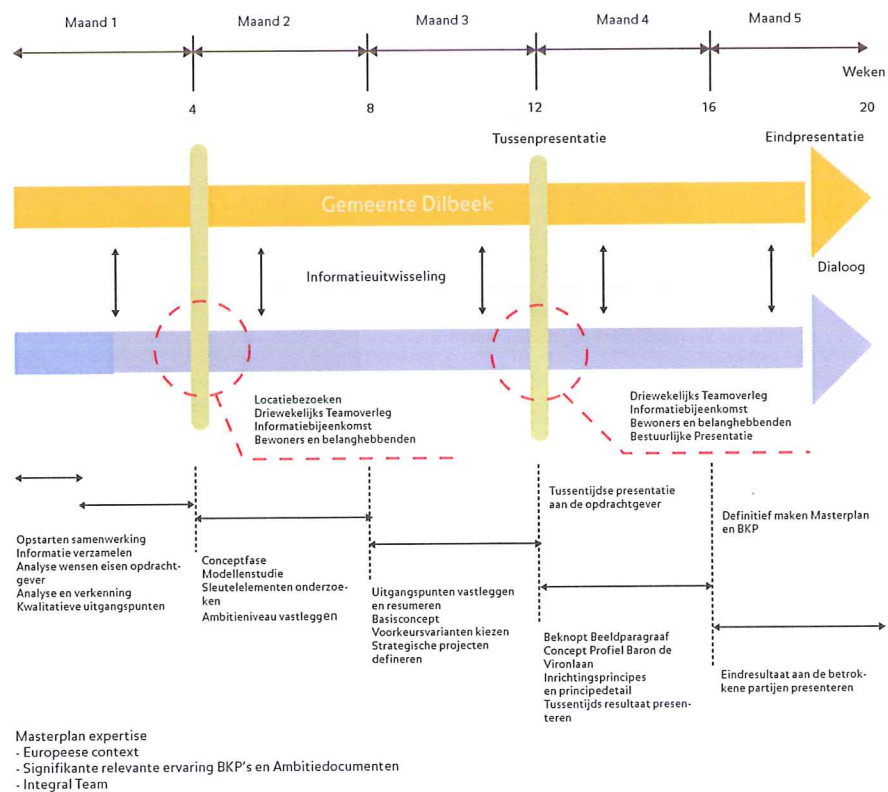 Maand 1
Maand 2
Maand 3
Maand 4
Maand 5
Weken
4
8
12
16
20
Tussenpresentatie
Eindpresentatie
Gemeente Dilbeek
Informatieuitwisseling
Dialoog
Locatiebezoeken
Driewekelijks Teamoverleg
Informatiebijeenkomst
Bewoners en belanghebbenden
Driewekelijks Teamoverleg
Informatiebijeenkomst
Bewoners en belanghebbenden
Bestuurlijke Presentatie
Opstarten samenwerking
Informatie verzamelen
Analyse wensen eisen opdracht-
gever
Analyse en verkenning
Kwalitatieve uitgangspunten
Conceptfase
Modellenstudie
Sleutelelementen onderzoe-
ken
Ambitieniveau vastleggen
Uitgangspunten vastleggen
en resumeren
Basisconcept
Voorkeursvarianten kiezen
Strategische projecten
defineren
Tussentijdse presentatie
aan de opdrachtgever
Beknopt Beeldparagraaf
Concept Profiel Baron de
Vironlaan
Inrichtingsprincipes
en principedetail
Tussentijds resultaat presen-
teren
Definitief maken Masterplan
en BKP
Eindresultaat aan de betrok-
kene partijen presenteren
Masterplan expertise
- Europeese context
- Signifikante relevante ervaring BKP's en Ambitiedocumenten
- Integral Team